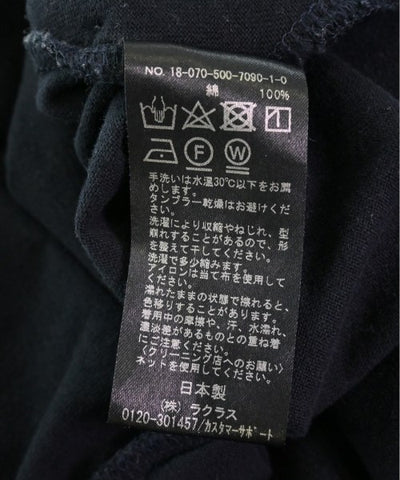 NO. 18-070-500-7090-1-0
綿 100%
手洗いは水温30℃以下をお薦
めします。
タンブラー乾燥はお避けくださ
い。
洗濯により収縮やねじれ、型
崩れすることがあるので、形
を整えて干してください。
洗濯で多少縮みます。
アイロンは当て布を使用して
ください。
濡れたままの状態で擦れると、
色移りすることがあります。
着用中の摩擦や、汗、水濡れ、
濃淡差があるものとの重ね着
にご注意ください。
〈クリーニング店へのお願い〉
ネットを使用してください。
日本製
(株) ラクラス
0120-301457/カスタマーサポート